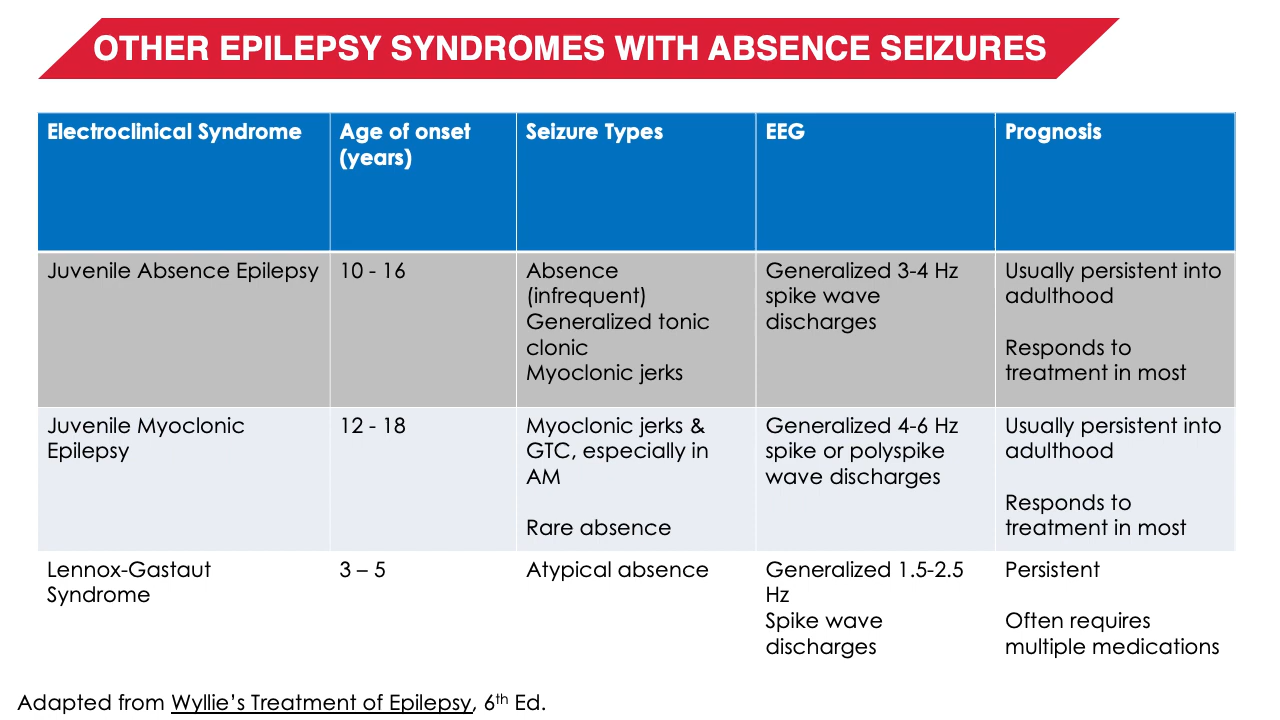 OTHER EPILEPSY SYNDROMES WITH ABSENCE SEIZURES
Electroclinical Syndrome
Age of onset
(years)
Seizure Types
EEG
Prognosis
Juvenile Absence Epilepsy
10 - 16
Absence
(infrequent)
Generalized tonic
clonic
Myoclonic jerks
Generalized 3-4 Hz
spike wave
discharges
Usually persistent into
adulthood
Responds to
treatment in most
Juvenile Myoclonic
Epilepsy
12 - 18
Myoclonic jerks &
GTC, especially in
AM
Rare absence
Generalized 4-6 Hz
spike or polyspike
wave discharges
Usually persistent into
adulthood
Responds to
treatment in most
Lennox-Gastaut
Syndrome
3 – 5
Atypical absence
Generalized 1.5-2.5
Hz
Spike wave
discharges
Persistent
Often requires
multiple medications
Adapted from Wyllie's Treatment of Epilepsy, 6th Ed.